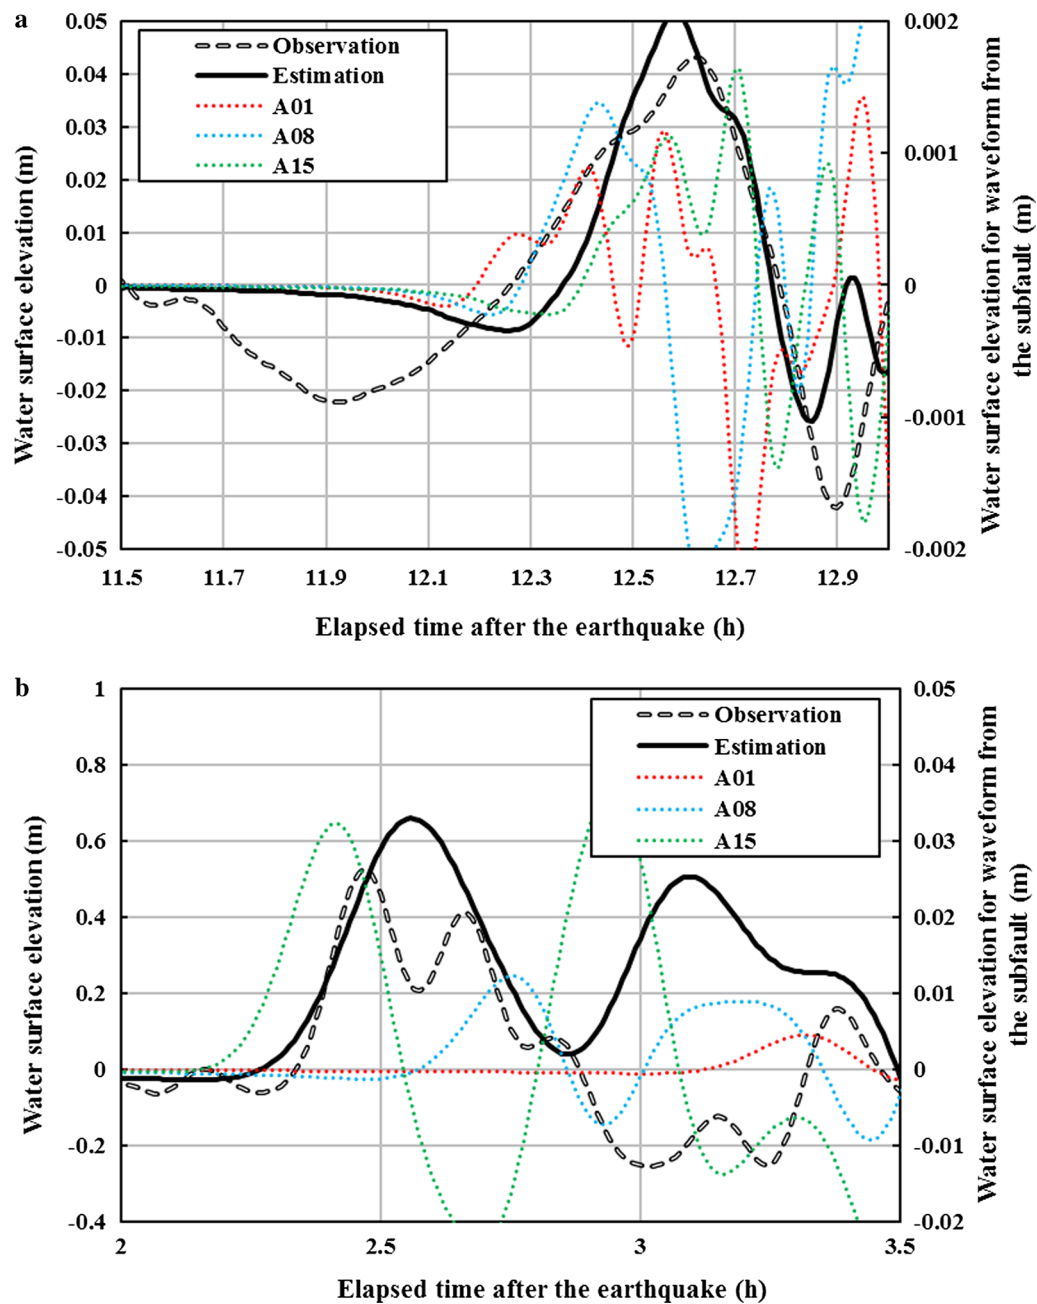 a
0.05
0.04
0.03
0.02
0.01
0
-0.01
-0.02
-0.03
-0.04
-0.05
Water surface elevation (m)
Observation
Estimation
A01
A08
A15
0.002
0.001
0
-0.001
-0.002
Water surface elevation for waveform from
the subfault (m)
11.5
11.7
11.9
12.1
12.3
12.5
12.7
12.9
Elapsed time after the earthquake (h)
b
1
0.8
0.6
0.4
0.2
0
-0.2
-0.4
Water surface elevation (m)
Observation
Estimation
A01
A08
A15
0.05
0.04
0.03
0.02
0.01
0
-0.01
-0.02
Water surface elevation for waveform from
the subfault (m)
2
2.5
3
3.5
Elapsed time after the earthquake (h)